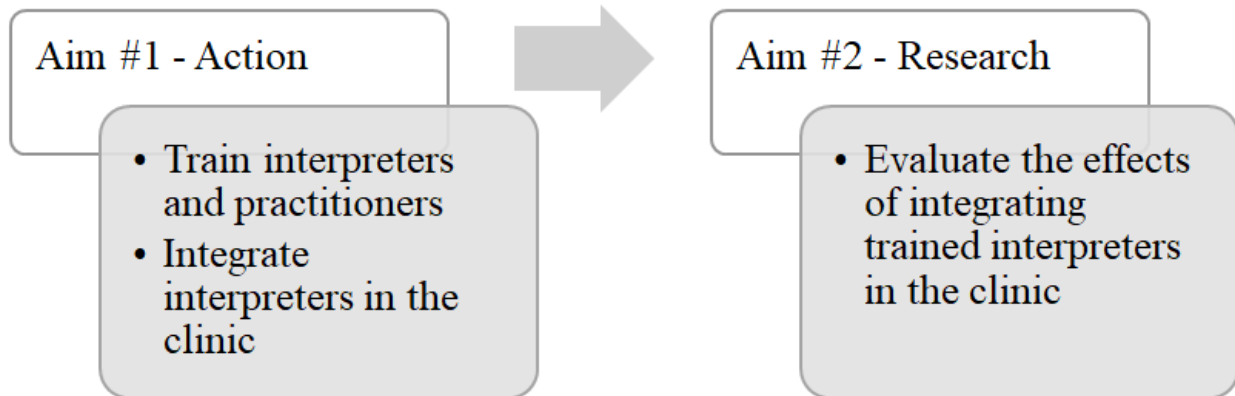 Aim #1 - Action
• Train interpreters
and practitioners
• Integrate
interpreters in the
clinic
Aim #2 - Research
• Evaluate the effects
of integrating
trained interpreters
in the clinic